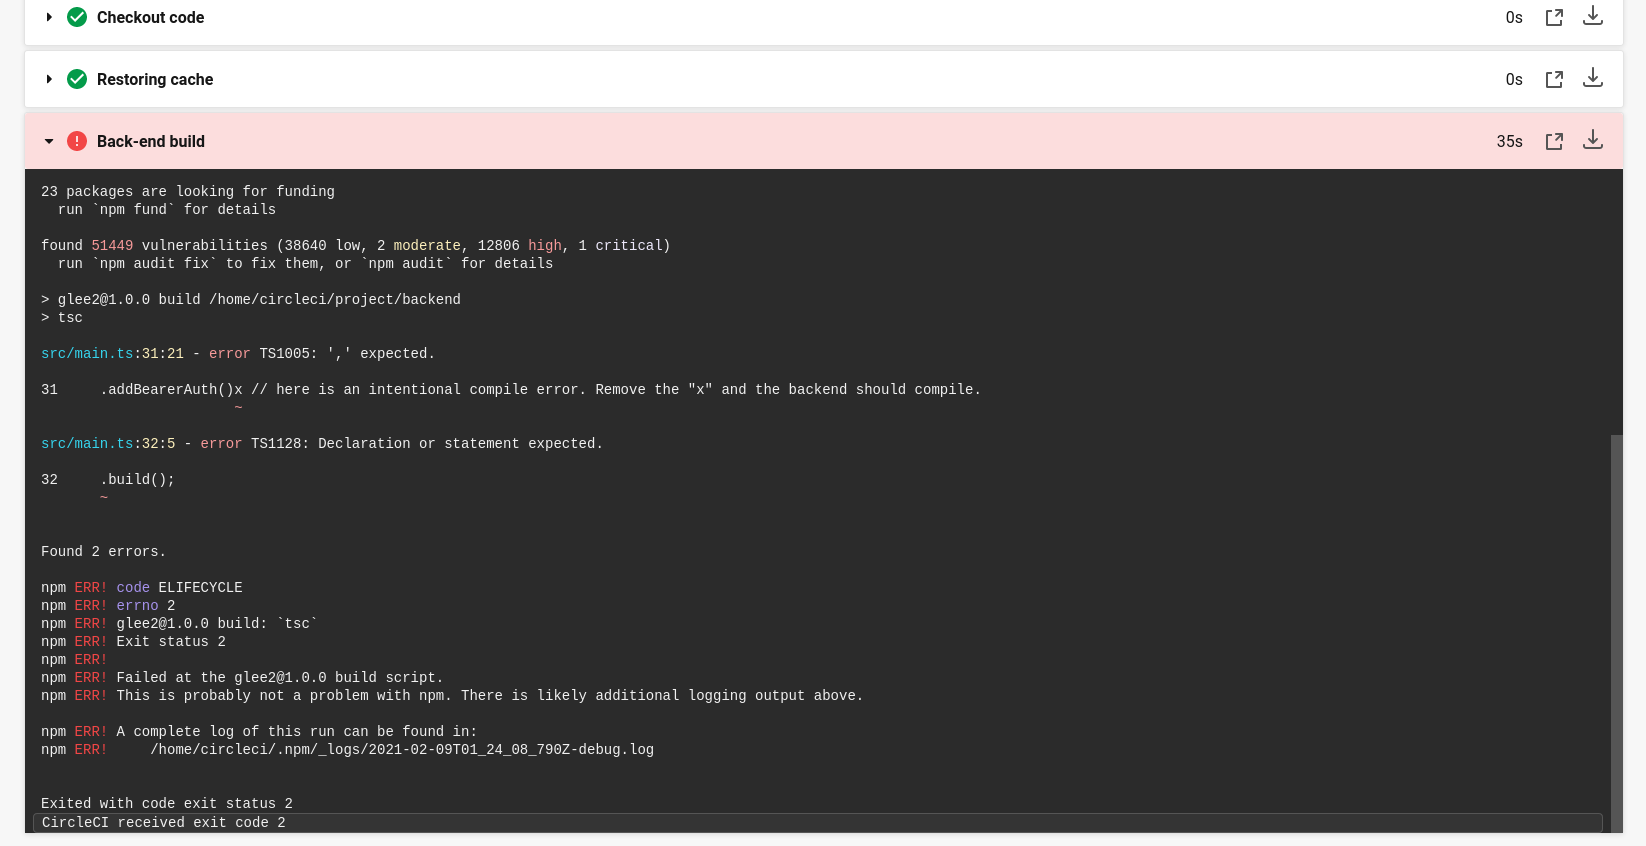 Checkout code 0s
Restoring cache 0s
Back-end build 35s
23 packages are looking for funding
  run `npm fund` for details
found 51449 vulnerabilities (38640 low, 2 moderate, 12806 high, 1 critical)
  run `npm audit fix` to fix them, or `npm audit` for details
> glee2@1.0.0 build /home/circleci/project/backend
> tsc
src/main.ts:31:21 - error TS1005: ',' expected.
31     .addBearerAuth()x // here is an intentional compile error. Remove the "x" and the backend should compile.
                       ~
src/main.ts:32:5 - error TS1128: Declaration or statement expected.
32     .build();
       ~
Found 2 errors.
npm ERR! code ELIFECYCLE
npm ERR! errno 2
npm ERR! glee2@1.0.0 build: `tsc`
npm ERR! Exit status 2
npm ERR!
npm ERR! Failed at the glee2@1.0.0 build script.
npm ERR! This is probably not a problem with npm. There is likely additional logging output above.
npm ERR! A complete log of this run can be found in:
npm ERR!     /home/circleci/.npm/_logs/2021-02-09T01_24_08_790Z-debug.log
Exited with code exit status 2
CircleCI received exit code 2